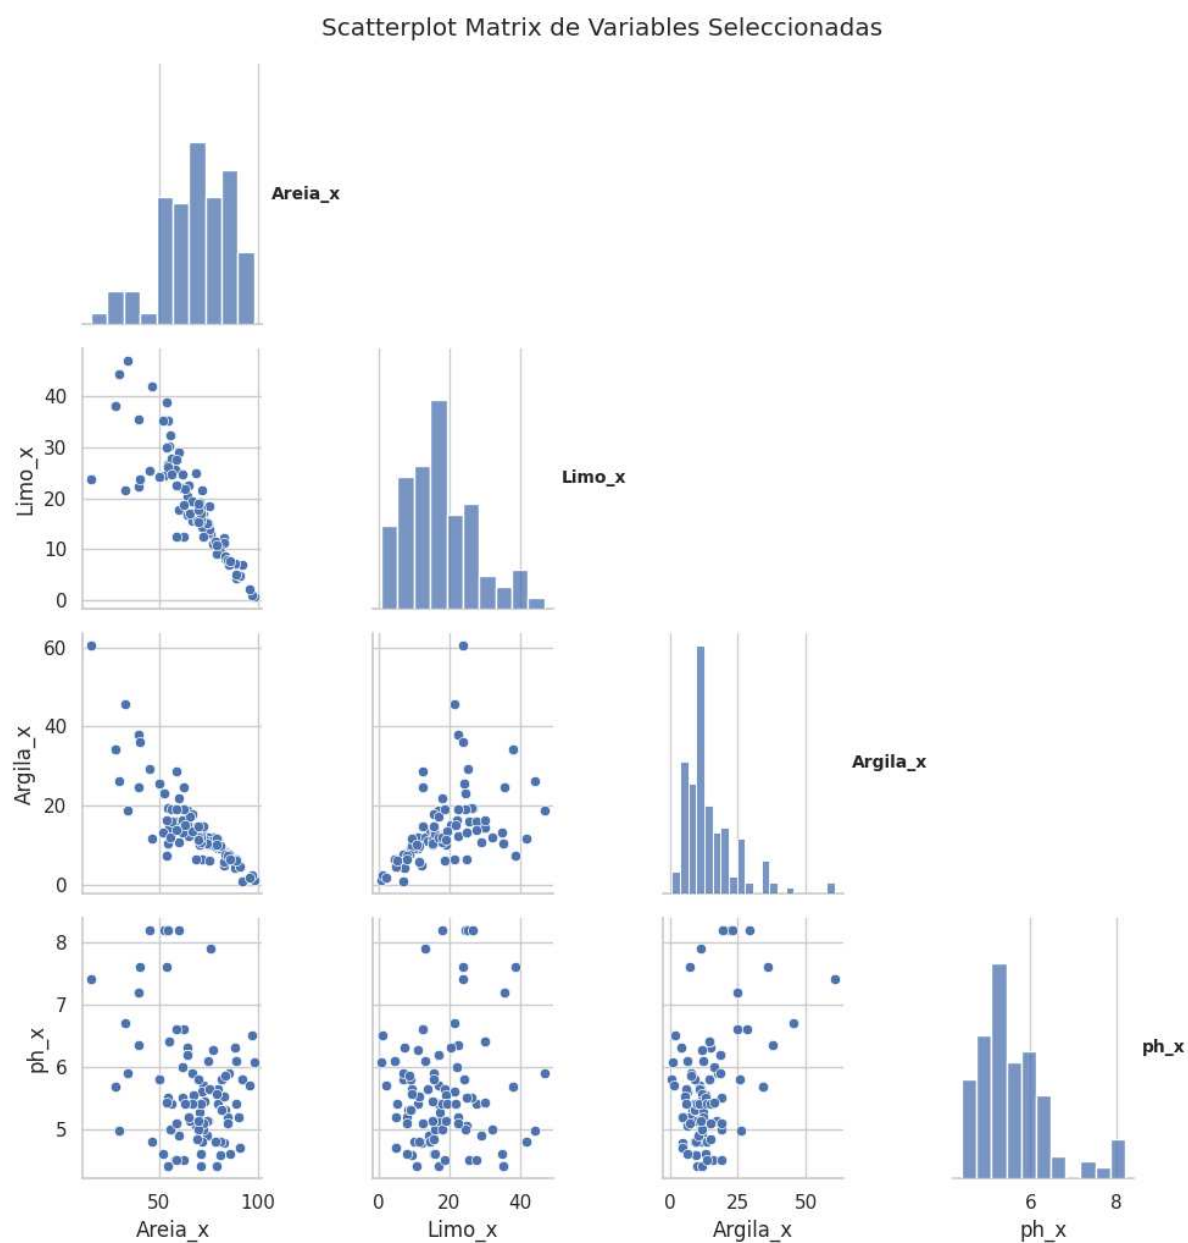 Scatterplot Matrix de Variables Seleccionadas
Areia_x
40
30
20
10
0
Limo_x
Limo_x
60
40
20
0
Argila_x
Argila_x
8
7
6
5
ph_x
ph_x
50 100
0 20 40
0 25 50
6 8
Areia_x
Limo_x
Argila_x
ph_x